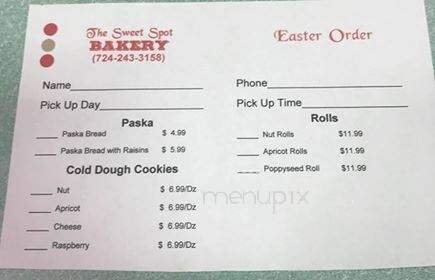 The Sweet Spot
BAKERY
(724-243-3158)
Easter Order
Name
Phone
Pick Up Day
Pick Up Time
Paska
Paska Bread $ 4.99
Paska Bread with Raisins $ 5.99
Cold Dough Cookies
Nut $ 6.99/Dz
Apricot $ 6.99/Dz
Cheese $ 6.99/Dz
Raspberry $ 6.99/Dz
Rolls
Nut Rolls $11.99
Apricot Rolls $11.99
Poppyseed Roll $11.99
menupix